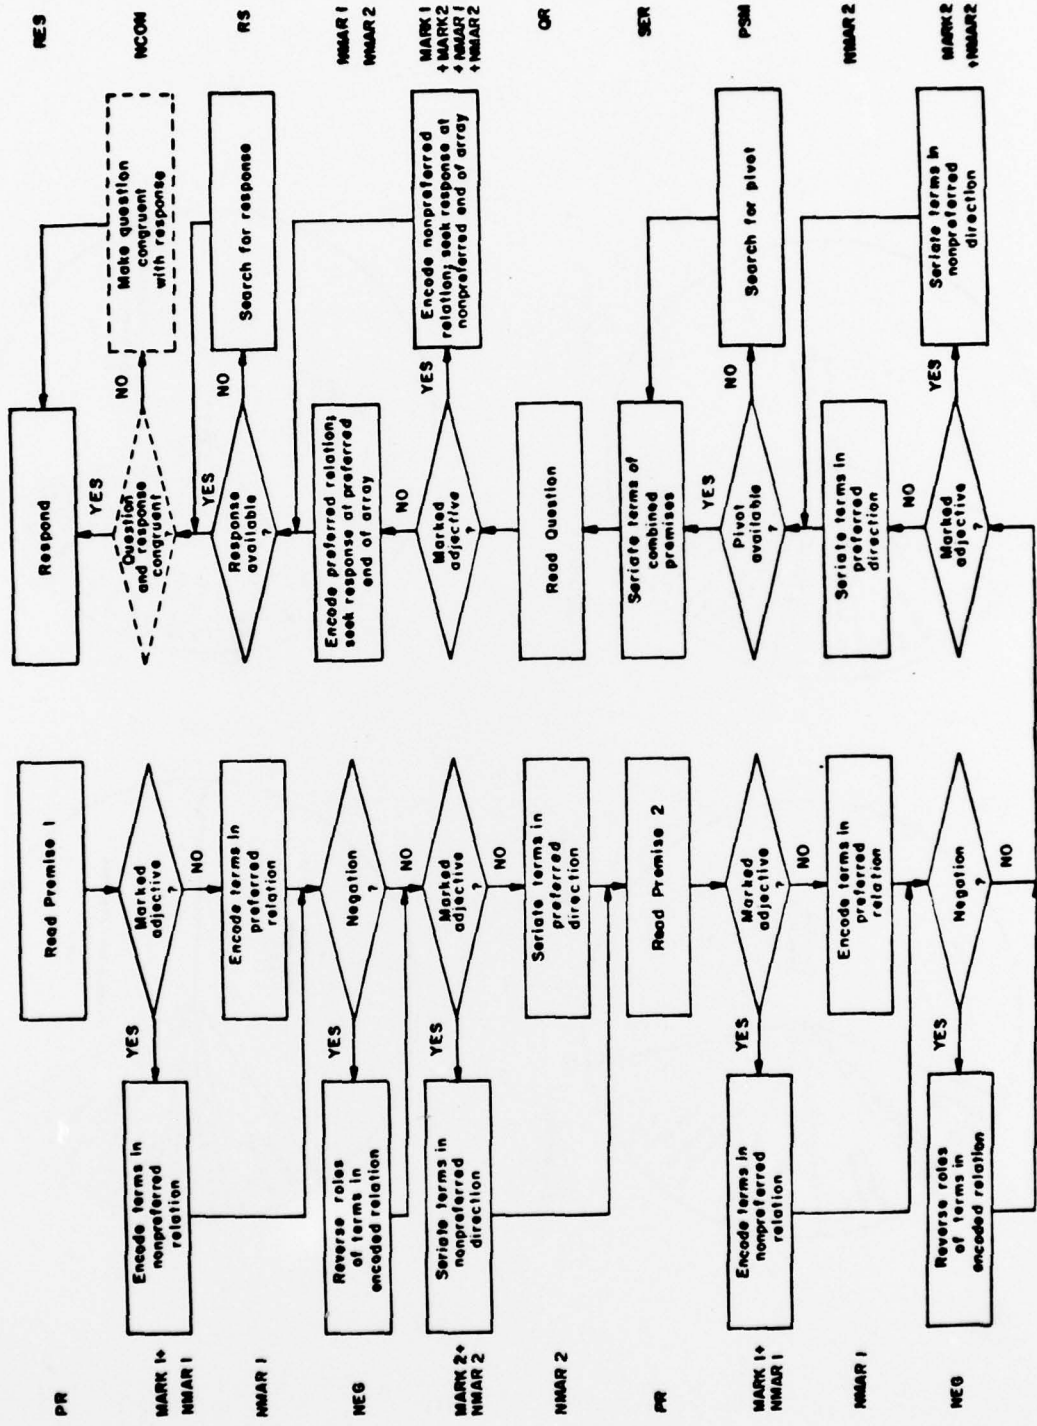 PR
Read Premise 1
MARK 1+
NMAR 1
Marked
adjective
?
YES
Encode terms in
nonpreferred
relation
NO
NMAR 1
Encode terms in
preferred
relation
NEG
Negation
?
YES
Reverse roles
of terms in
encoded relation
NO
MARK 2+
NMAR 2
Marked
adjective
?
YES
Seriate terms in
nonpreferred
direction
NO
NMAR 2
Seriate terms in
preferred
direction
PR
Read Premise 2
MARK 1+
NMAR 1
Marked
adjective
?
YES
Encode terms in
nonpreferred
relation
NO
NMAR 1
Encode terms in
preferred
relation
NEG
Negation
?
YES
Reverse roles
of terms in
encoded relation
NO
RES
Respond
YES
NCON
Question
and response
congruent
?
NO
Make question
congruent
with response
YES
RS
Response
available
?
NO
Search for response
NMAR 1
NMAR 2
Encode preferred relation;
seek response at preferred
end of array
NO
MARK 1
+ MARK2
+ NMAR 1
+ NMAR 2
Marked
adjective
?
YES
Encode nonpreferred
relation; seek response at
nonpreferred end of array
QR
Read Question
SER
Seriate terms of
combined
premises
YES
PSM
Pivot
available
?
NO
Search for pivot
NMAR 2
Seriate terms in
preferred
direction
NO
MARK 2
+ NMAR2
Marked
adjective
?
YES
Seriate terms in
nonpreferred
direction